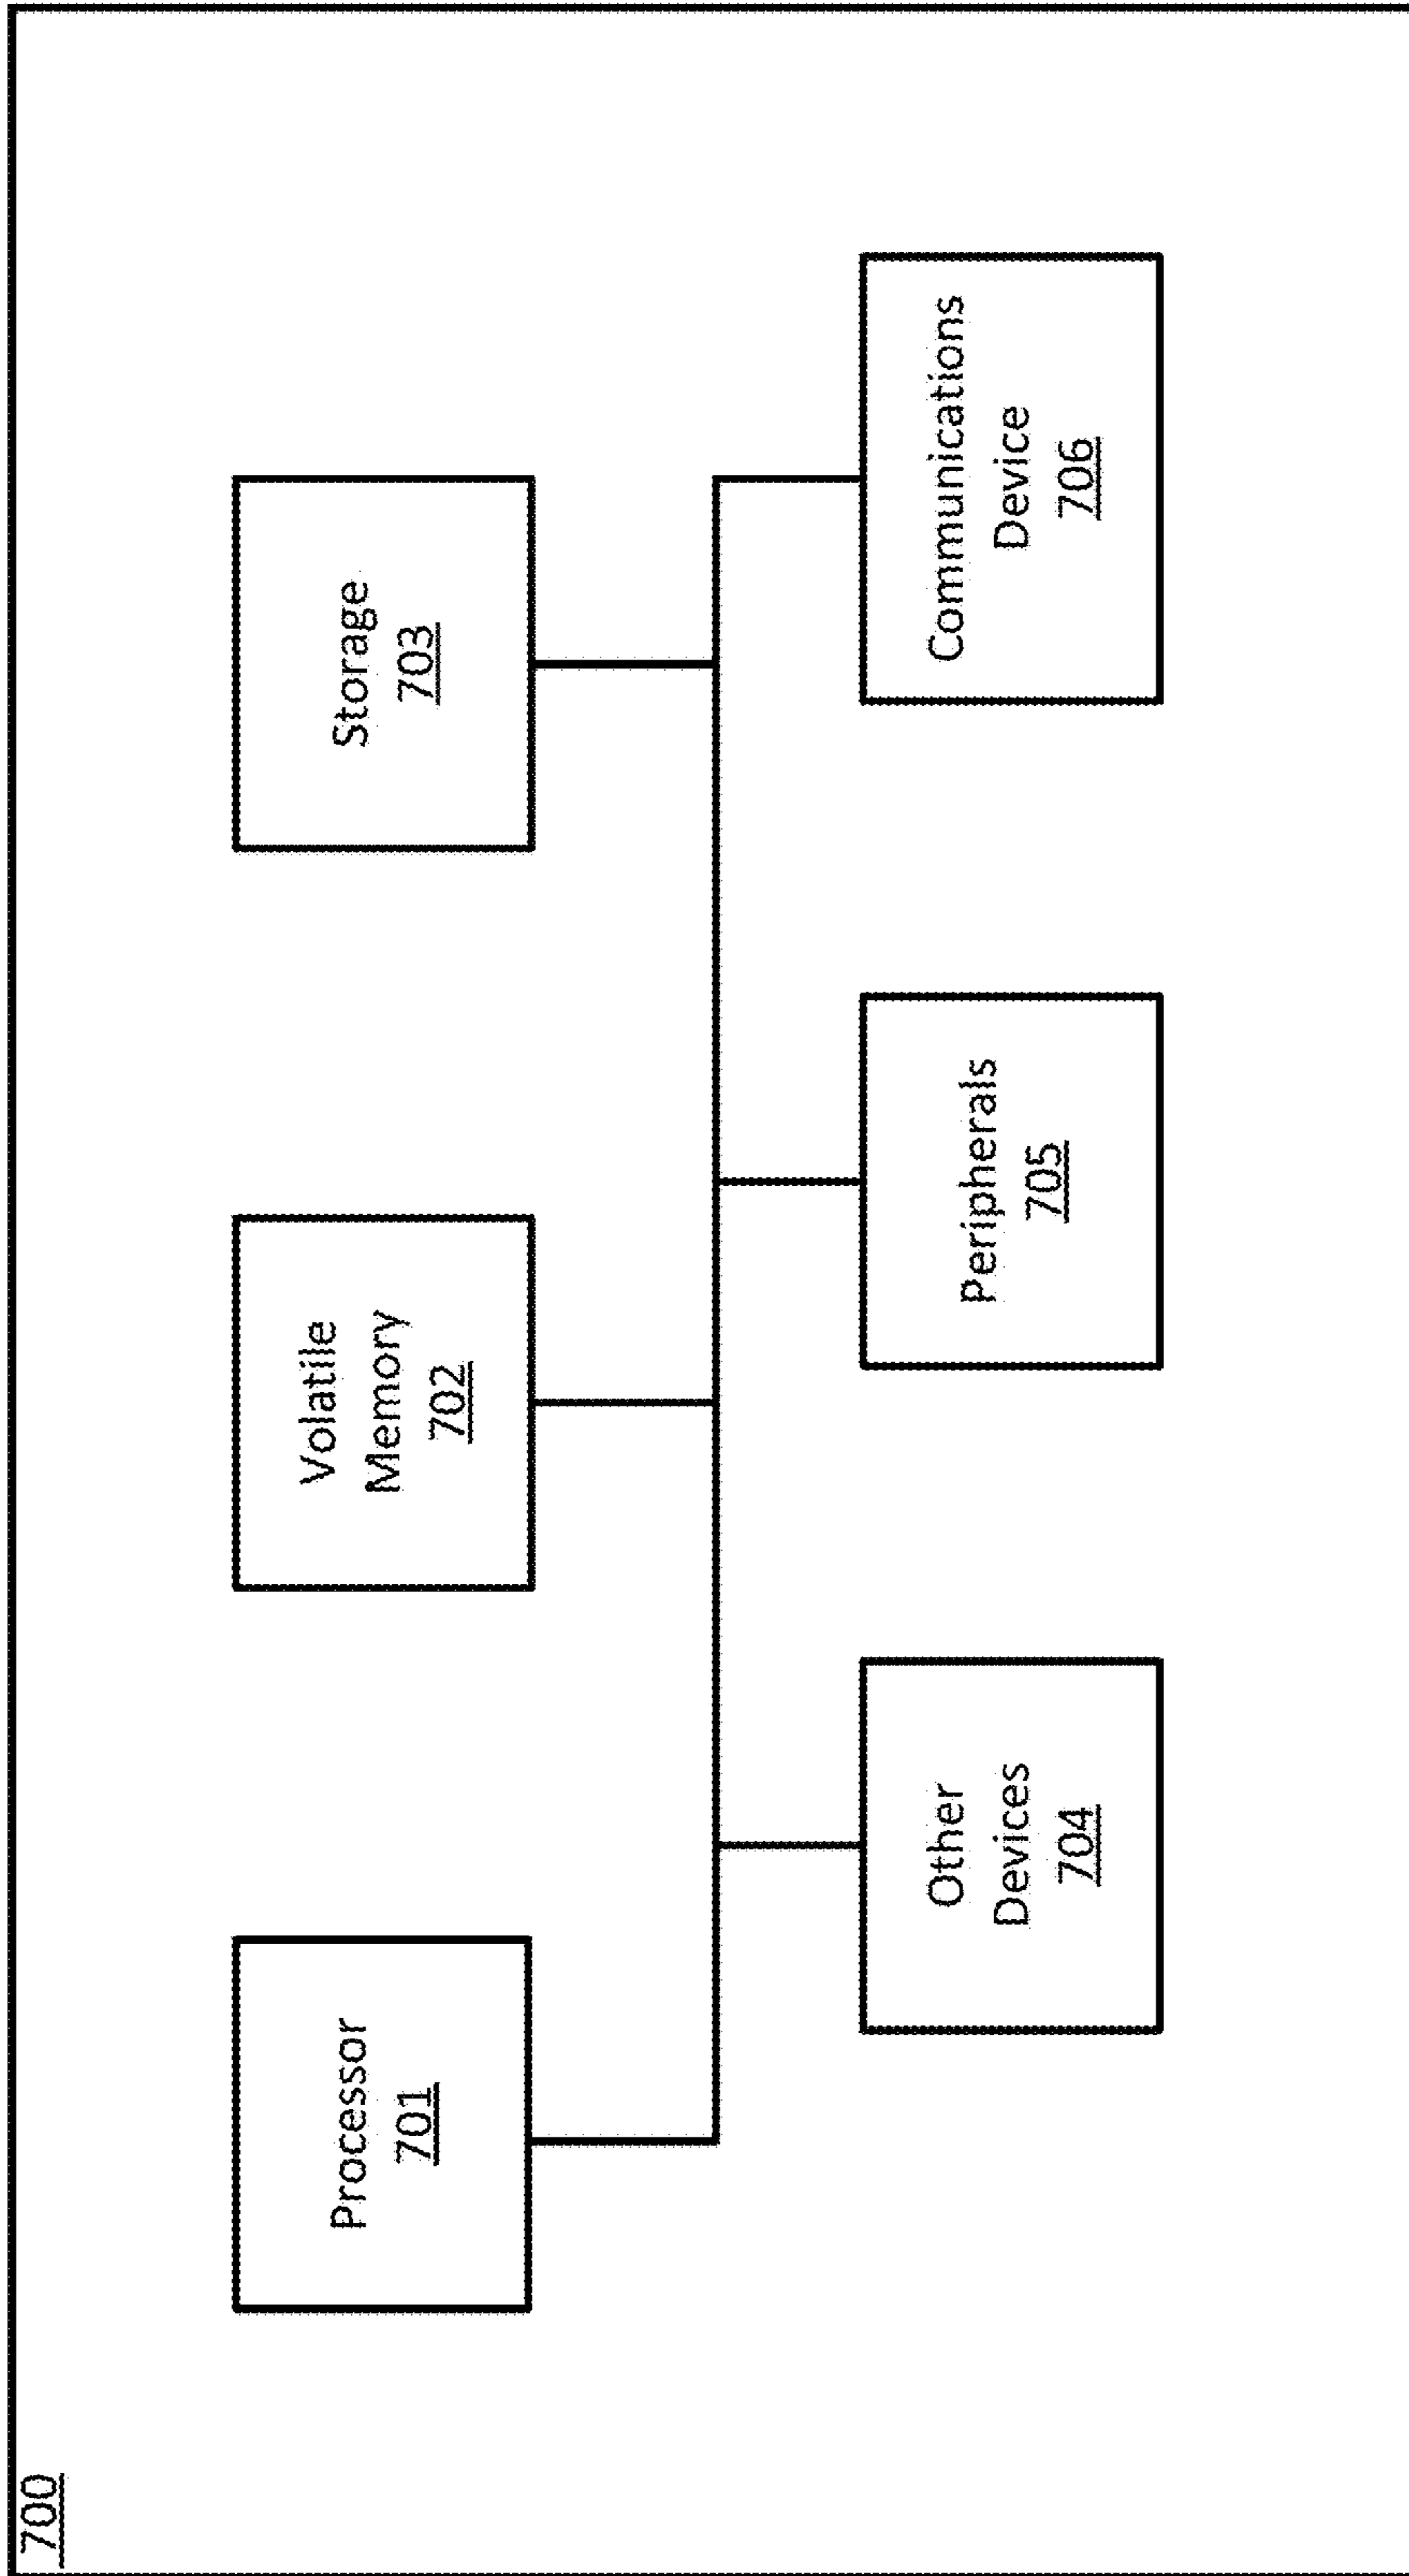 700
Processor
701
Volatile
Memory
702
Storage
703
Other
Devices
704
Peripherals
705
Communications
Device
706